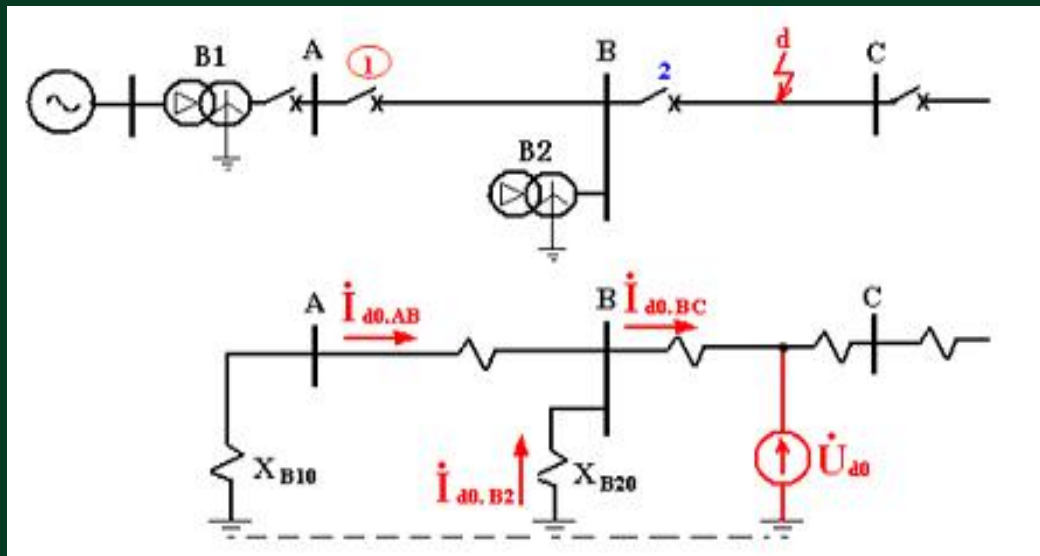 B1
A
1
B
2
d
C
B2
A
İ d0.AB
B
İ d0.BC
C
X B10
İ d0.B2
X B20
U̇ d0